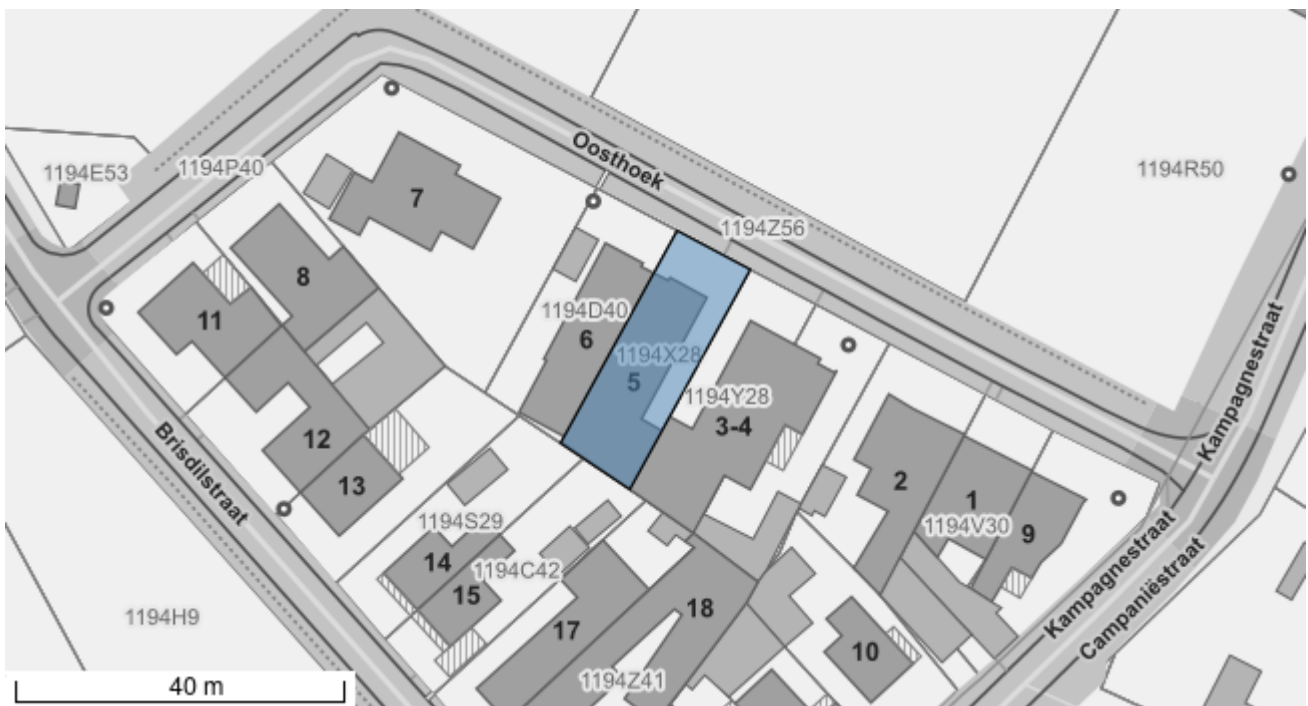 Oosthoek
1194E53
1194P40
1194R50
7
1194Z56
8
1194D40
11
6
1194X28
5
1194Y28
3-4
Kampagnestraat
12
Brisdilstraat
13
2
1
9
1194V30
1194S29
14
1194C42
15
Kampagnestraat
Campaniëstraat
17
18
1194H9
10
1194Z41
40 m